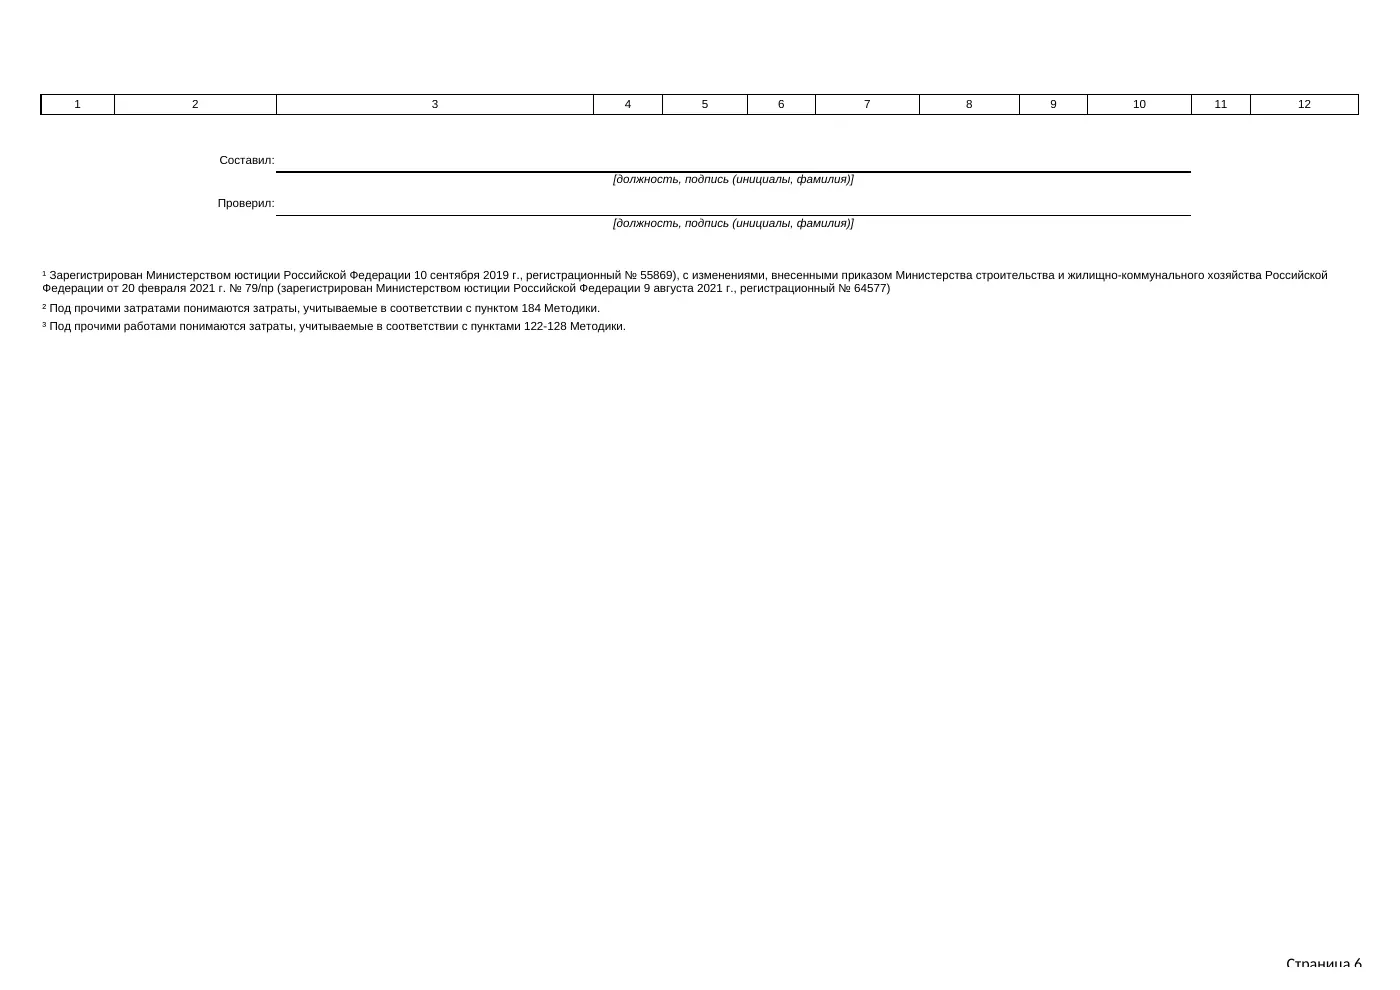 1 2 3 4 5 6 7 8 9 10 11 12
Составил:
[должность, подпись (инициалы, фамилия)]
Проверил:
[должность, подпись (инициалы, фамилия)]
¹ Зарегистрирован Министерством юстиции Российской Федерации 10 сентября 2019 г., регистрационный № 55869), с изменениями, внесенными приказом Министерства строительства и жилищно-коммунального хозяйства Российской
Федерации от 20 февраля 2021 г. № 79/пр (зарегистрирован Министерством юстиции Российской Федерации 9 августа 2021 г., регистрационный № 64577)
² Под прочими затратами понимаются затраты, учитываемые в соответствии с пунктом 184 Методики.
³ Под прочими работами понимаются затраты, учитываемые в соответствии с пунктами 122-128 Методики.
Страница 6